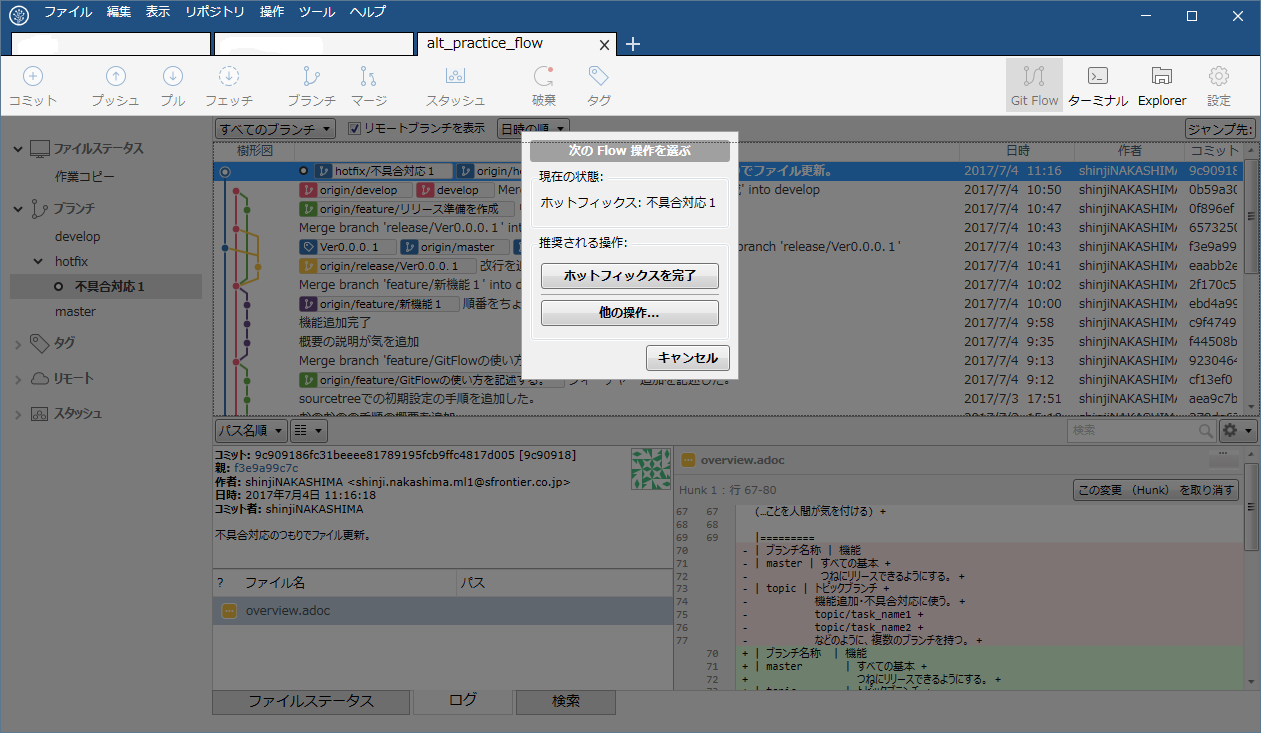 ファイル 編集 表示 リポジトリ 操作 ツール ヘルプ
alt_practice_flow
コミット プッシュ プル フェッチ ブランチ マージ スタッシュ 破棄 タグ Git Flow ターミナル Explorer 設定
ファイルステータス
作業コピー
ブランチ
develop
hotfix
不具合対応1
master
タグ
リモート
スタッシュ
すべてのブランチ リモートブランチを表示 日時の順 ジャンプ先:
樹形図 日時 作者 コミット
hotfix/不具合対応1 origin/h でファイル更新。 2017/7/4 11:16 shinjiNAKASHIMA 9c90918
origin/develop develop Mer into develop 2017/7/4 10:50 shinjiNAKASHIMA 0b59a30
origin/feature/リリース準備を作成 2017/7/4 10:47 shinjiNAKASHIMA 0f896ef
Merge branch 'release/Ver0.0.0.1' int 2017/7/4 10:43 shinjiNAKASHIMA 6573250
Ver0.0.0.1 origin/master branch 'release/Ver0.0.0.1' 2017/7/4 10:43 shinjiNAKASHIMA f3e9a99
origin/release/Ver0.0.0.1 改行を追 2017/7/4 10:41 shinjiNAKASHIMA eaabb2e
Merge branch 'feature/新機能1' into d 2017/7/4 10:02 shinjiNAKASHIMA 2f170c5
origin/feature/新機能1 順番をちょ 2017/7/4 10:00 shinjiNAKASHIMA ebd4a99
機能追加完了 2017/7/4 9:58 shinjiNAKASHIMA c9f4749
概要の説明が気を追加 2017/7/4 9:35 shinjiNAKASHIMA f44508b
Merge branch 'feature/GitFlowの使い方 2017/7/4 9:13 shinjiNAKASHIMA 9230464
origin/feature/GitFlowの使い方を記述する。 フィーチャー追加を記述した。 2017/7/4 9:12 shinjiNAKASHIMA cf13ef0
sourcetreeでの初期設定の手順を追加した。 2017/7/3 17:51 shinjiNAKASHIMA aea9c7b
次の Flow 操作を選ぶ
現在の状態:
ホットフィックス: 不具合対応1
推奨される操作:
ホットフィックスを完了
他の操作...
キャンセル
パス名順 検索
コミット: 9c909186fc31beeee81789195fcb9ffc4817d005 [9c90918]
親: f3e9a99c7c
作者: shinjiNAKASHIMA <shinji.nakashima.ml1@sfrontier.co.jp>
日時: 2017年7月4日 11:16:18
コミット者: shinjiNAKASHIMA
不具合対応のつもりでファイル更新。
? ファイル名 パス
overview.adoc
overview.adoc
Hunk 1 : 行 67-80 この変更 (Hunk) を取り消す
67 67 (…ことを人間が気を付ける) +
68 68
69 69 |=========
70 - | ブランチ名称 | 機能
71 - | master | すべての基本 +
72 - つねにリリースできるようにする。 +
73 - | topic | トピックブランチ +
74 - 機能追加・不具合対応に使う。 +
75 - topic/task_name1 +
76 - topic/task_name2 +
77 - などのように、複数のブランチを持つ。 +
70 + | ブランチ名称 | 機能
71 + | master | すべての基本 +
72 + つねにリリースできるようにする。 +
ファイルステータス ログ 検索